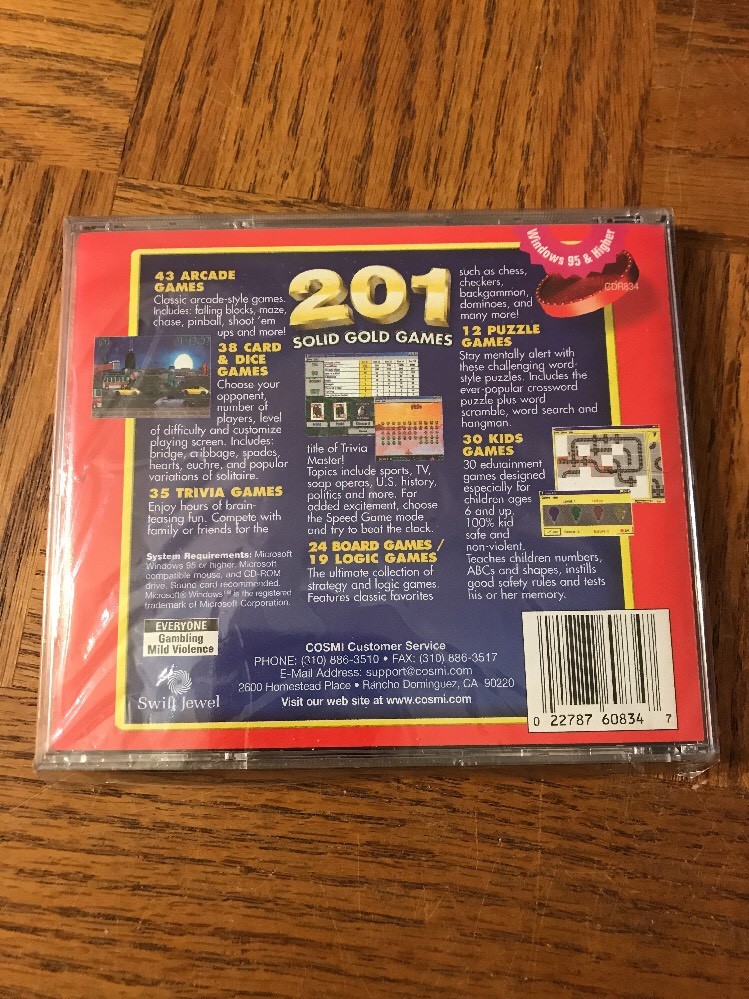 43 ARCADE
GAMES
Classic arcade-style games.
Includes: falling blocks, maze,
chase, pinball, shoot 'em
ups and more!
38 CARD
& DICE
GAMES
Choose your
opponent,
number of
players, level
of difficulty and customize
playing screen. Includes:
bridge, cribbage, spades,
hearts, euchre, and popular
variations of solitaire.
35 TRIVIA GAMES
Enjoy hours of brain-
teasing fun. Compete with
family or friends for the
201
SOLID GOLD GAMES
title of Trivia
Master!
Topics include sports, TV,
soap operas, U.S. history,
politics and more. For
added excitement, choose
the Speed Game mode
and try to beat the clock.
24 BOARD GAMES /
19 LOGIC GAMES
The ultimate collection of
strategy and logic games.
Features classic favorites
such as chess,
checkers,
backgammon,
dominoes, and
many more!
12 PUZZLE
GAMES
Stay mentally alert with
these challenging word-
style puzzles. Includes the
ever-popular crossword
puzzle plus word
scramble, word search and
hangman.
30 KIDS
GAMES
30 edutainment
games designed
especially for
children ages
6 and up.
100% kid
safe and
non-violent.
Teaches children numbers,
ABCs and shapes, instills
good safety rules and tests
his or her memory.
Windows 95 & Higher
CDR834
System Requirements: Microsoft
Windows 95 or higher, Microsoft
compatible mouse, and CD-ROM
drive. Sound card recommended.
Microsoft® Windows™ is the registered
trademark of Microsoft Corporation.
EVERYONE
Gambling
Mild Violence
Swift Jewel
COSMI Customer Service
PHONE: (310) 886-3510 • FAX: (310) 886-3517
E-Mail Address: support@cosmi.com
2600 Homestead Place • Rancho Dominguez, CA 90220
Visit our web site at www.cosmi.com
0 22787 60834 7